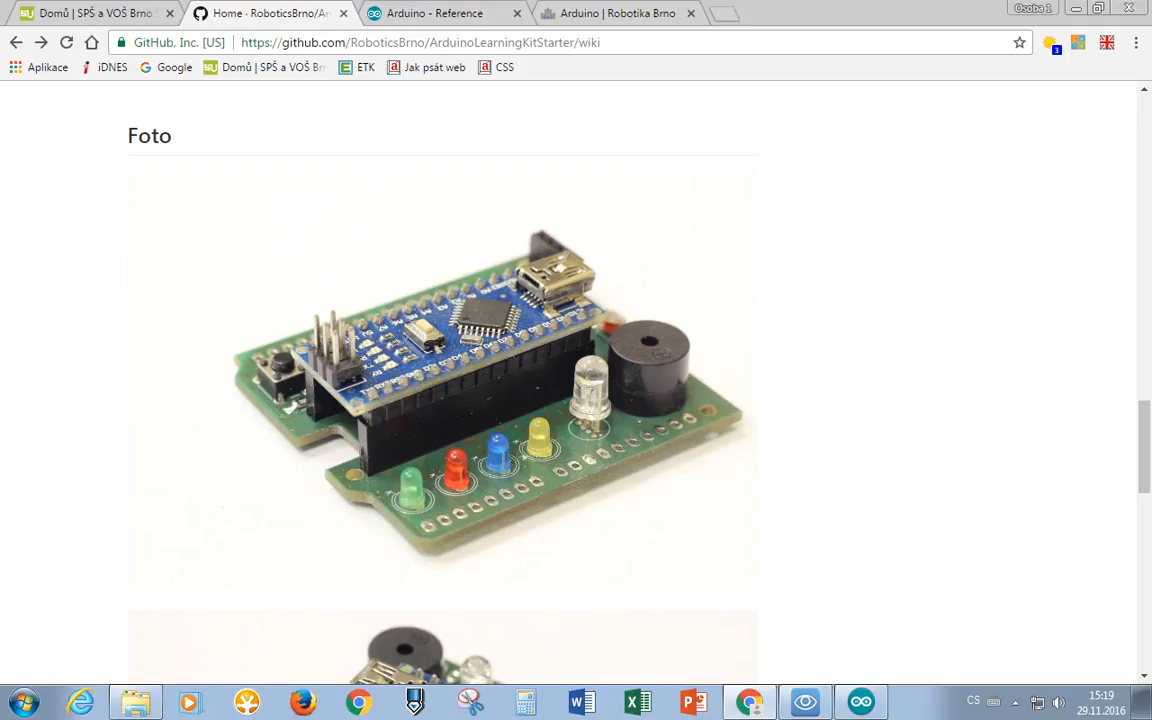 Domů | SPŠ a VOŠ Brno
Home · RoboticsBrno/Ar
Arduino - Reference
Arduino | Robotika Brno
Osoba 1
GitHub, Inc. [US]
https://github.com/RoboticsBrno/ArduinoLearningKitStarter/wiki
3
Aplikace
iDNES
Google
Domů | SPŠ a VOŠ Br
ETK
Jak psát web
CSS
Foto
CS
15:19
29.11.2016